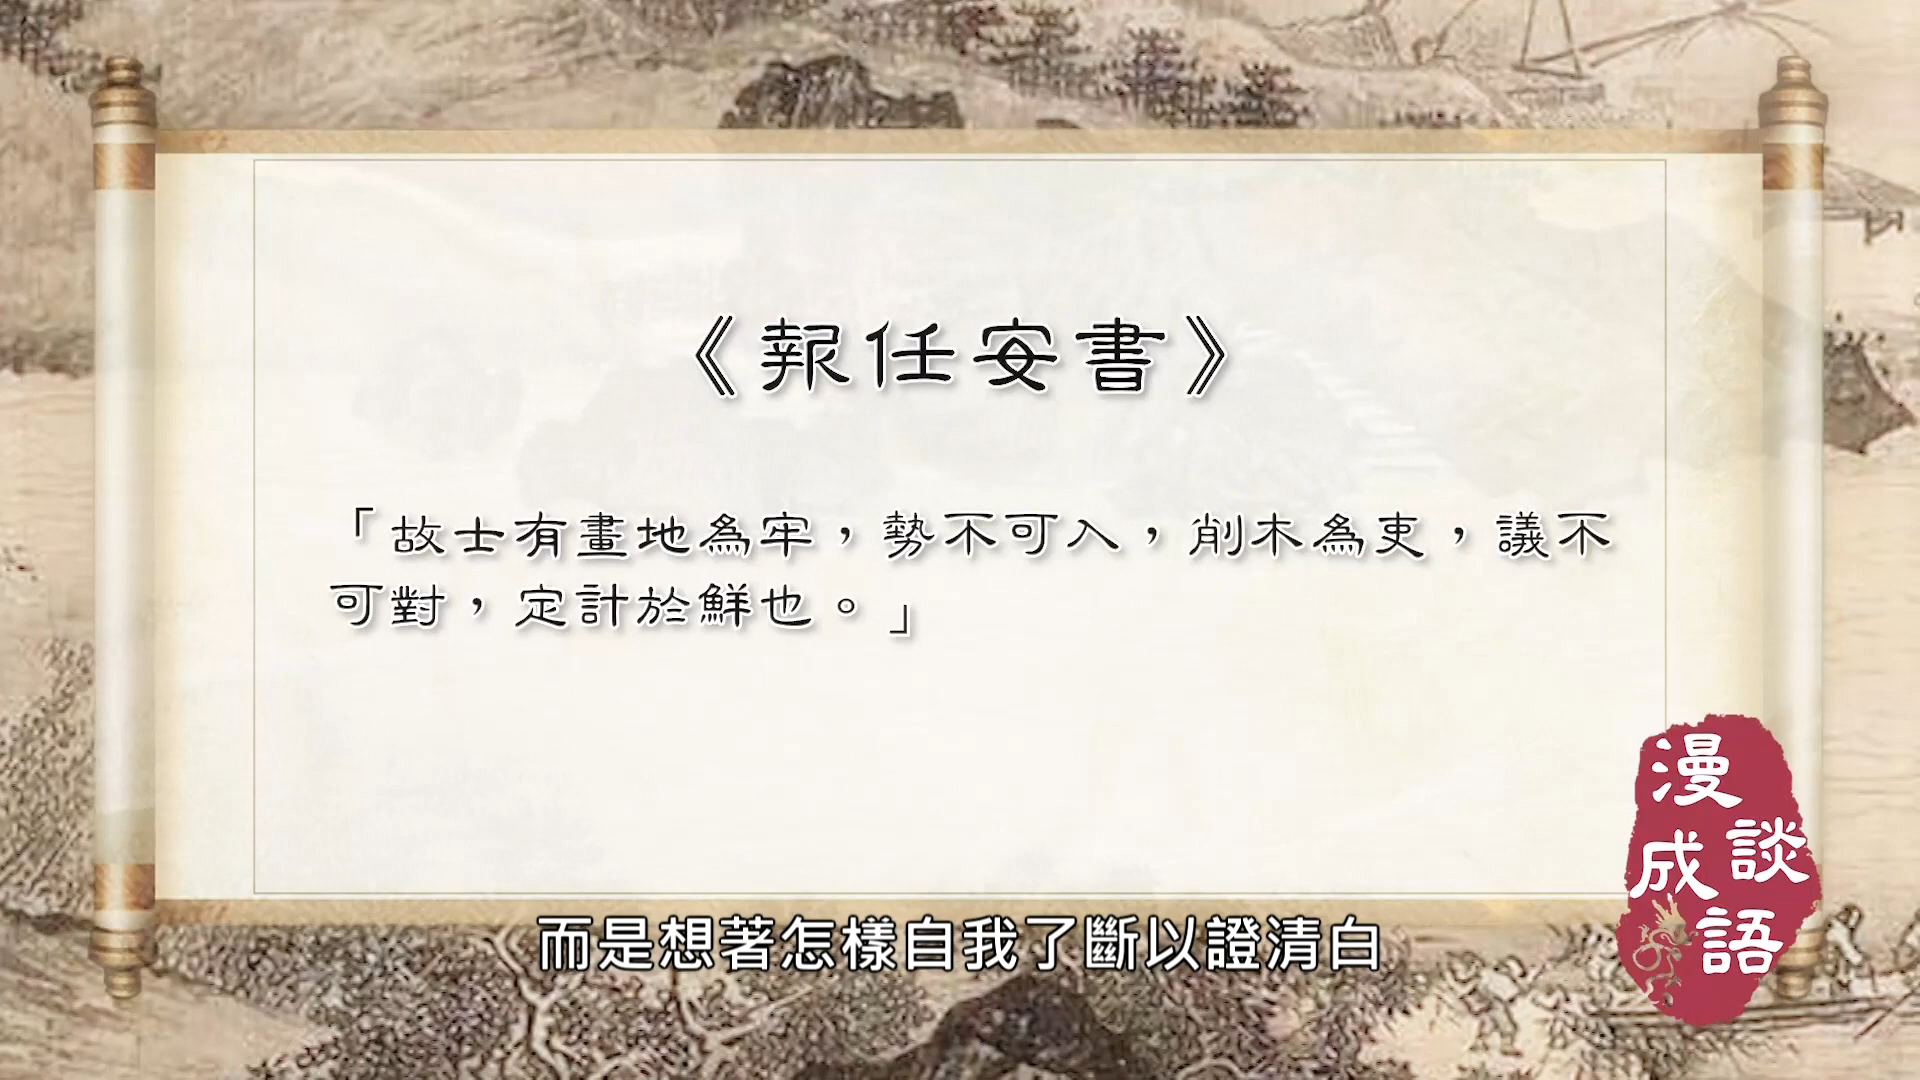 《報任安書》
「故士有畫地為牢，勢不可入，削木為吏，議不
可對，定計於鮮也。」
而是想著怎樣自我了斷以證清白
漫談
成語